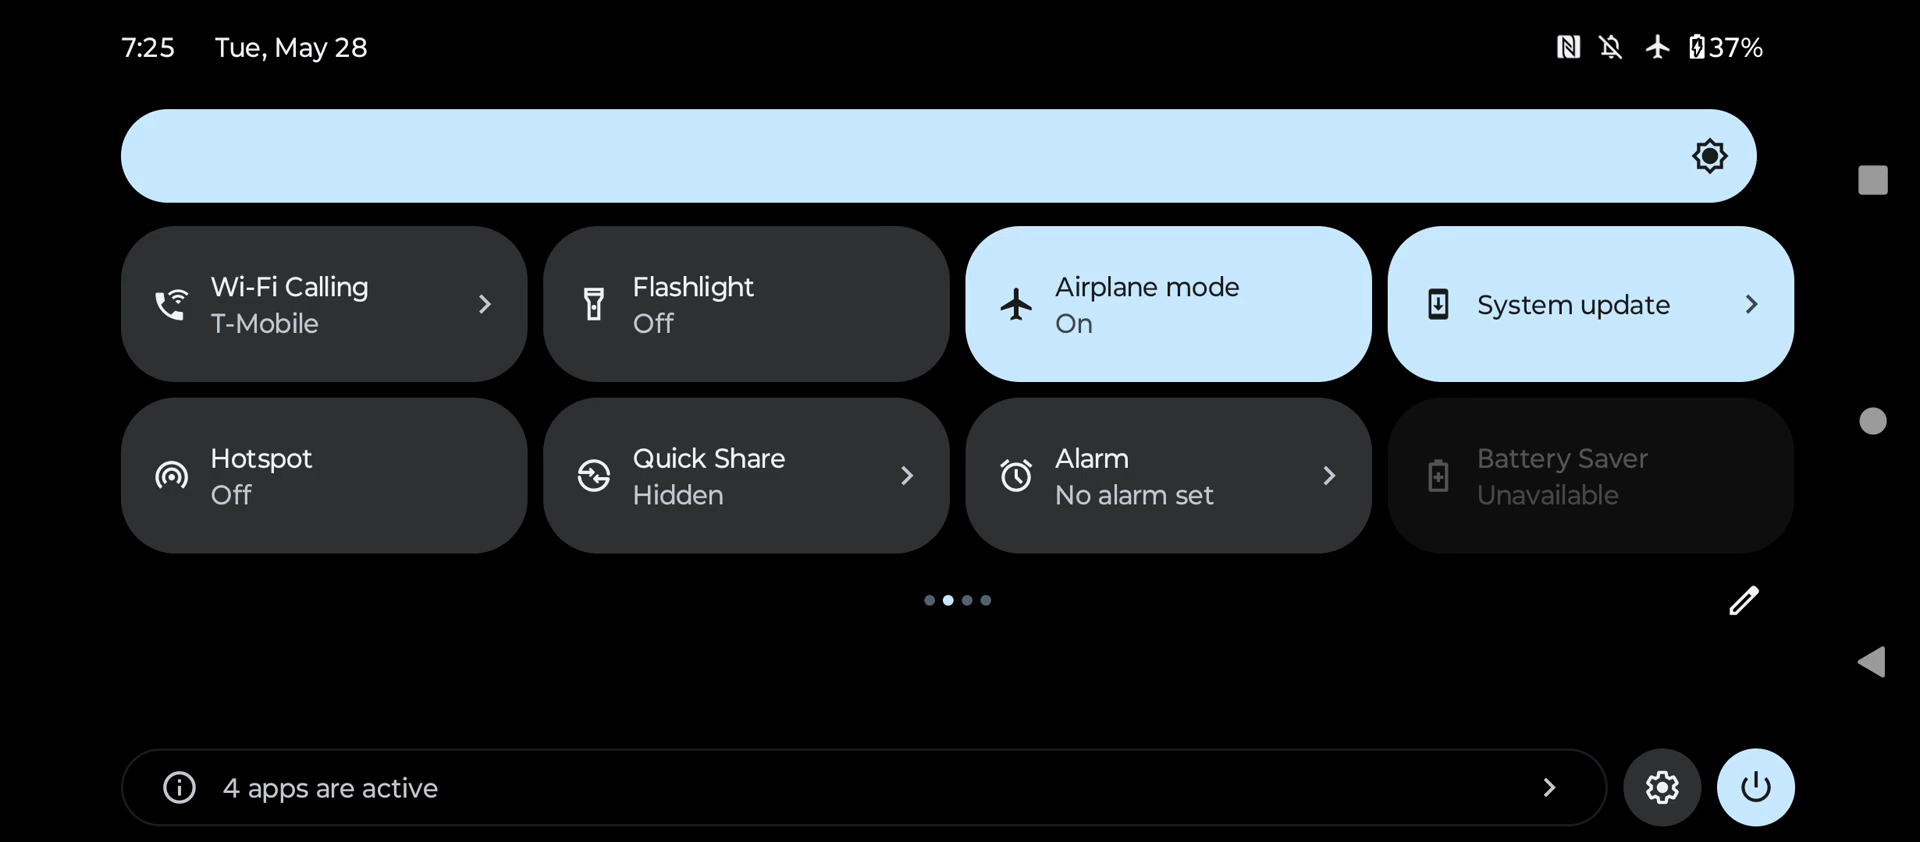 7:25 Tue, May 28 37%
Wi-Fi Calling
T-Mobile
Flashlight
Off
Airplane mode
On
System update
Hotspot
Off
Quick Share
Hidden
Alarm
No alarm set
Battery Saver
Unavailable
4 apps are active